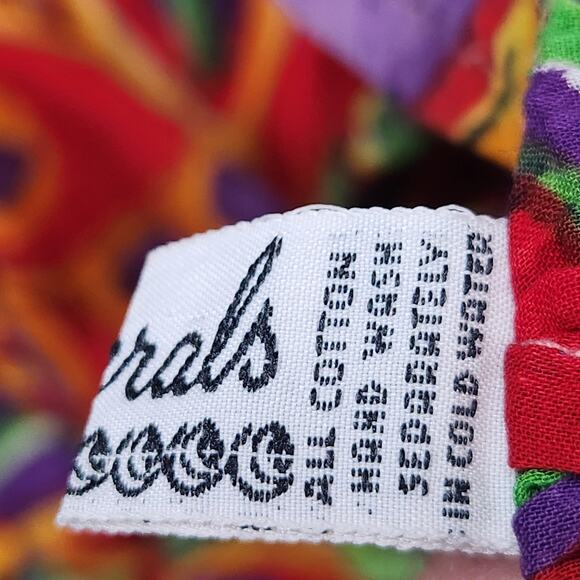 erals
ALL COTTON
HAND WASH
SEPARATELY
IN COLD WATER